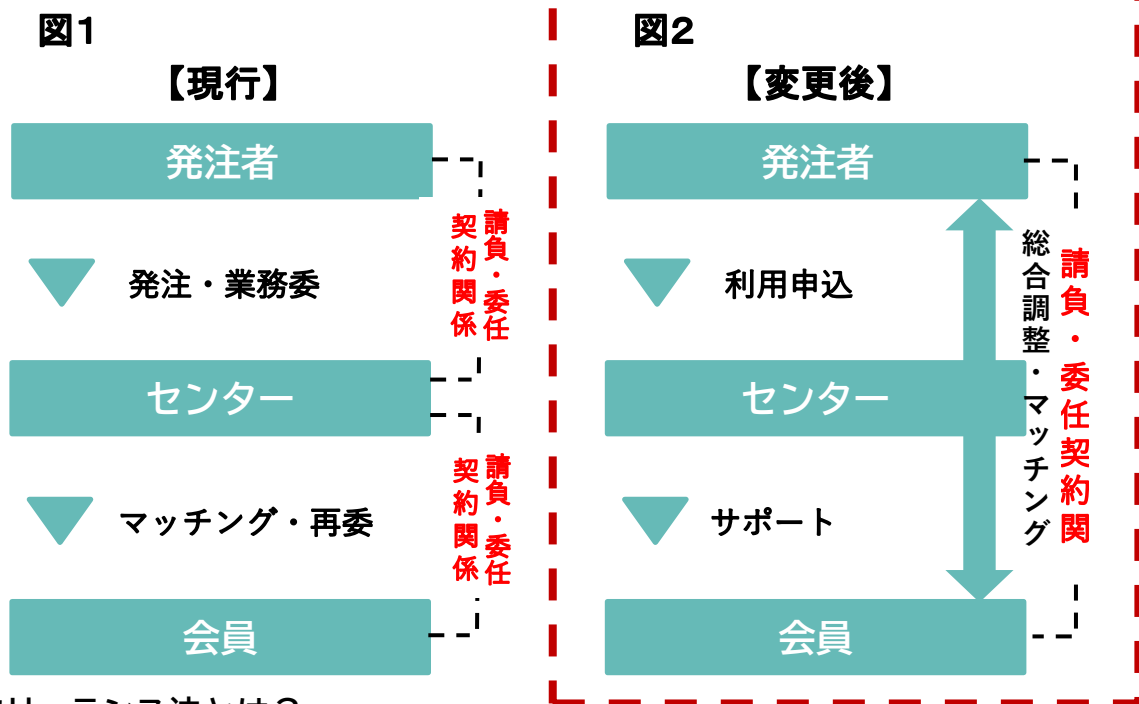 図1
【現行】
発注者
発注・業務委
センター
マッチング・再委
会員
請負・委任
契約関係
請負・委任
契約関係
図2
【変更後】
発注者
利用申込
センター
サポート
会員
総合調整・マッチング
請負・委任契約関